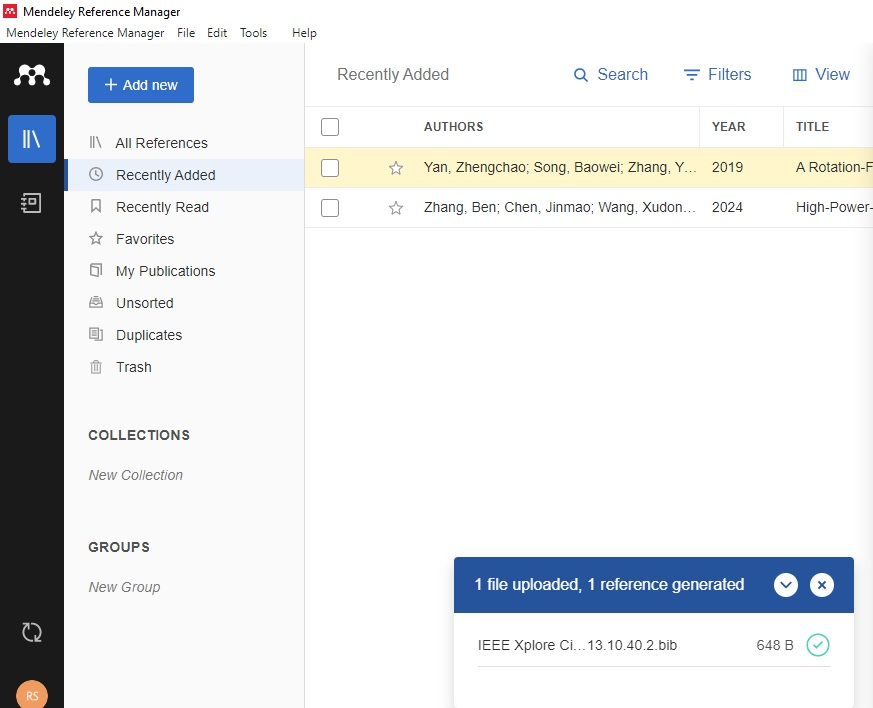 Mendeley Reference Manager
Mendeley Reference Manager File Edit Tools Help
+ Add new
All References
Recently Added
Recently Read
Favorites
My Publications
Unsorted
Duplicates
Trash
COLLECTIONS
New Collection
GROUPS
New Group
RS
Recently Added Search Filters View
AUTHORS YEAR TITLE
Yan, Zhengchao; Song, Baowei; Zhang, Y... 2019 A Rotation-F
Zhang, Ben; Chen, Jinmao; Wang, Xudon... 2024 High-Power-
1 file uploaded, 1 reference generated
IEEE Xplore Ci...13.10.40.2.bib 648 B